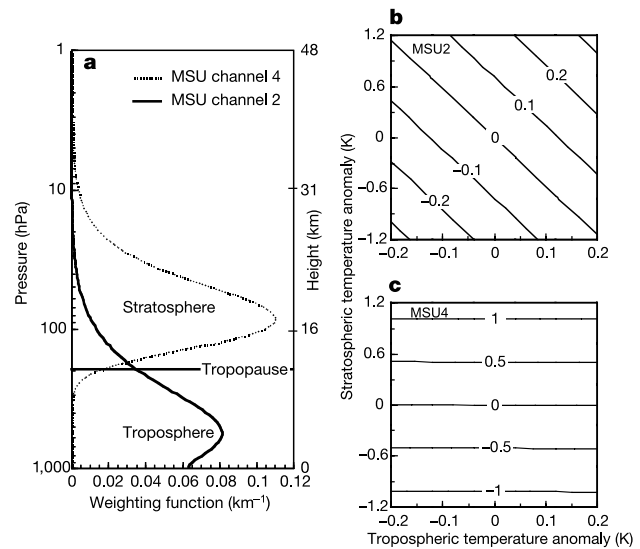 a
MSU channel 4
MSU channel 2
Stratosphere
Tropopause
Troposphere
1
10
100
1,000
Pressure (hPa)
48
31
16
0
Height (km)
0 0.02 0.04 0.06 0.08 0.10 0.12
Weighting function (km⁻¹)
b
MSU2
1.2
0.6
0
−0.6
−1.2
0.2
0.1
0
−0.1
−0.2
−0.2 −0.1 0 0.1 0.2
c
MSU4
1.2
0.6
0
−0.6
−1.2
1
0.5
0
−0.5
−1
−0.2 −0.1 0 0.1 0.2
Stratospheric temperature anomaly (K)
Tropospheric temperature anomaly (K)